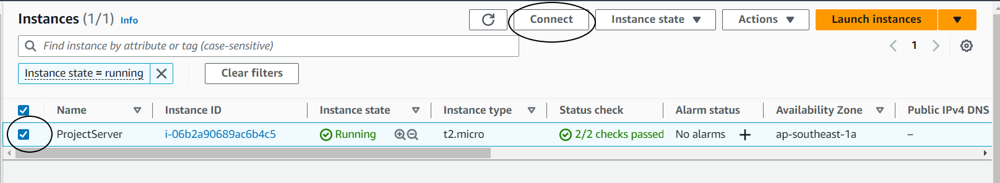 Instances (1/1) Info Connect Instance state Actions Launch instances
Find instance by attribute or tag (case-sensitive) 1
Instance state = running Clear filters
Name Instance ID Instance state Instance type Status check Alarm status Availability Zone Public IPv4 DNS
ProjectServer i-06b2a90689ac6b4c5 Running t2.micro 2/2 checks passed No alarms + ap-southeast-1a –